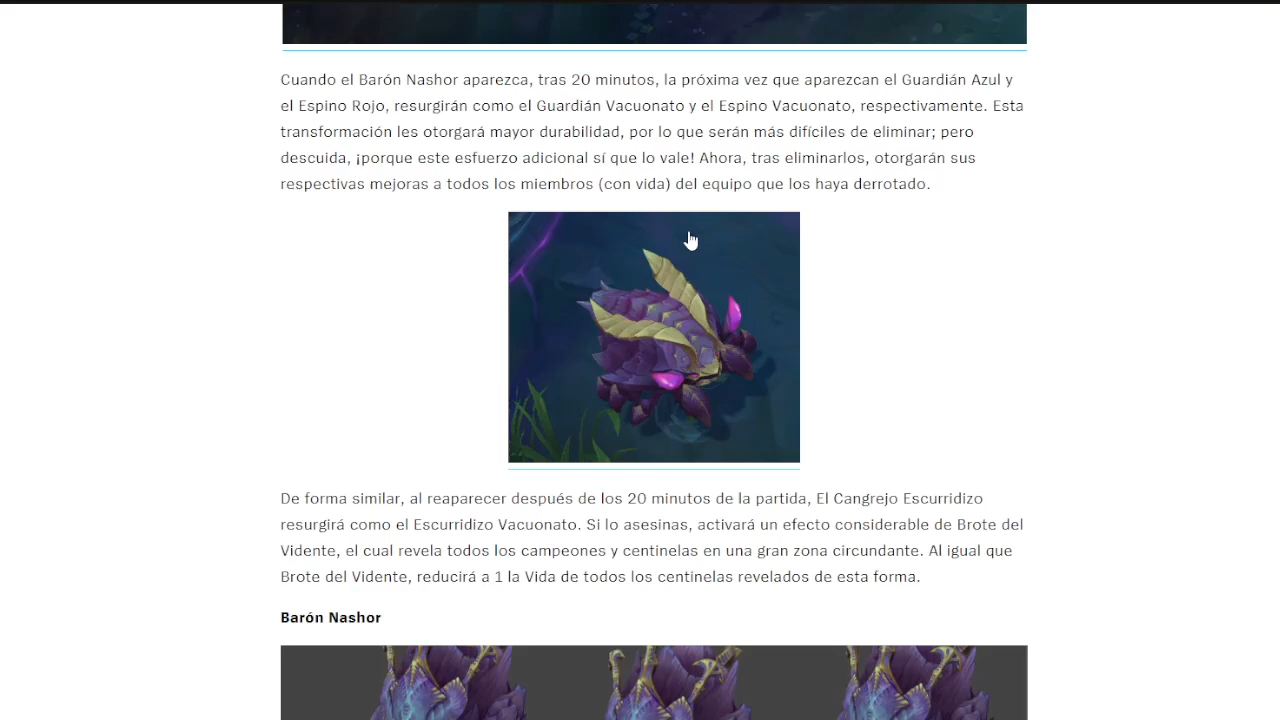 Cuando el Barón Nashor aparezca, tras 20 minutos, la próxima vez que aparezcan el Guardián Azul y
el Espino Rojo, resurgirán como el Guardián Vacuonato y el Espino Vacuonato, respectivamente. Esta
transformación les otorgará mayor durabilidad, por lo que serán más difíciles de eliminar; pero
descuida, ¡porque este esfuerzo adicional sí que lo vale! Ahora, tras eliminarlos, otorgarán sus
respectivas mejoras a todos los miembros (con vida) del equipo que los haya derrotado.
De forma similar, al reaparecer después de los 20 minutos de la partida, El Cangrejo Escurridizo
resurgirá como el Escurridizo Vacuonato. Si lo asesinas, activará un efecto considerable de Brote del
Vidente, el cual revela todos los campeones y centinelas en una gran zona circundante. Al igual que
Brote del Vidente, reducirá a 1 la Vida de todos los centinelas revelados de esta forma.
Barón Nashor